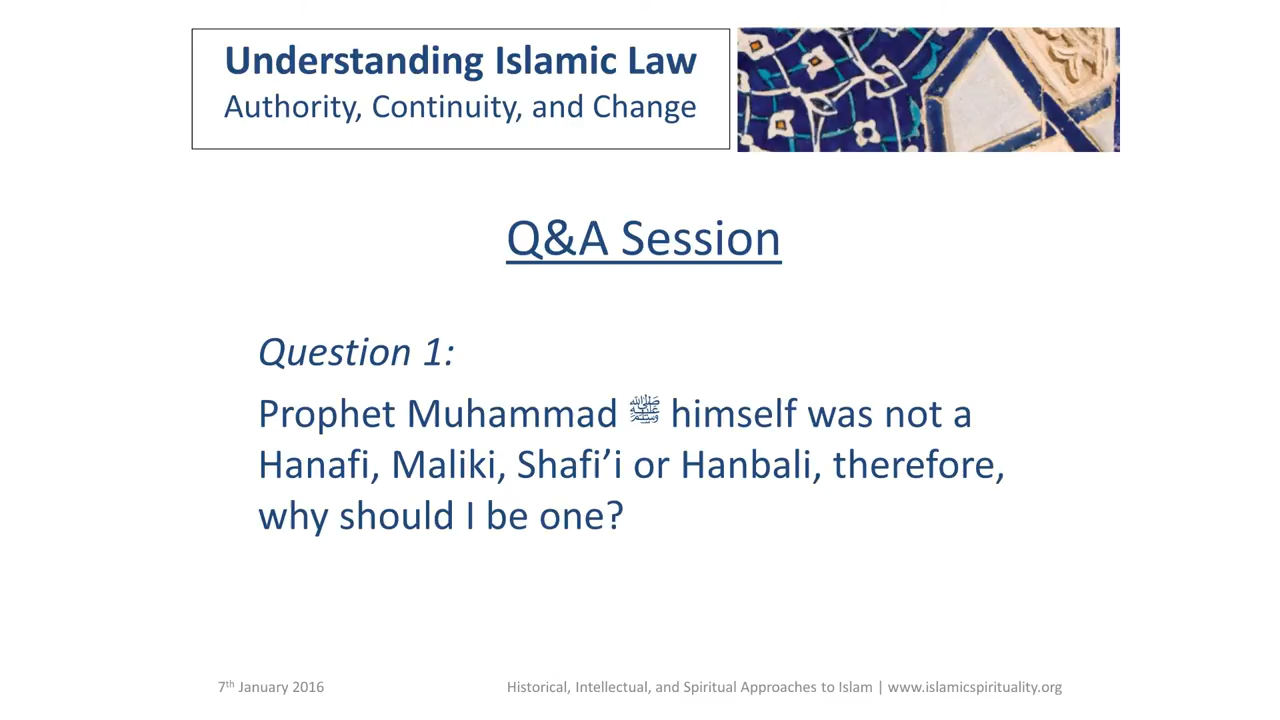 Understanding Islamic Law
Authority, Continuity, and Change
Q&A Session
Question 1:
Prophet Muhammad ﷺ himself was not a
Hanafi, Maliki, Shafi’i or Hanbali, therefore,
why should I be one?
7th January 2016
Historical, Intellectual, and Spiritual Approaches to Islam | www.islamicspirituality.org